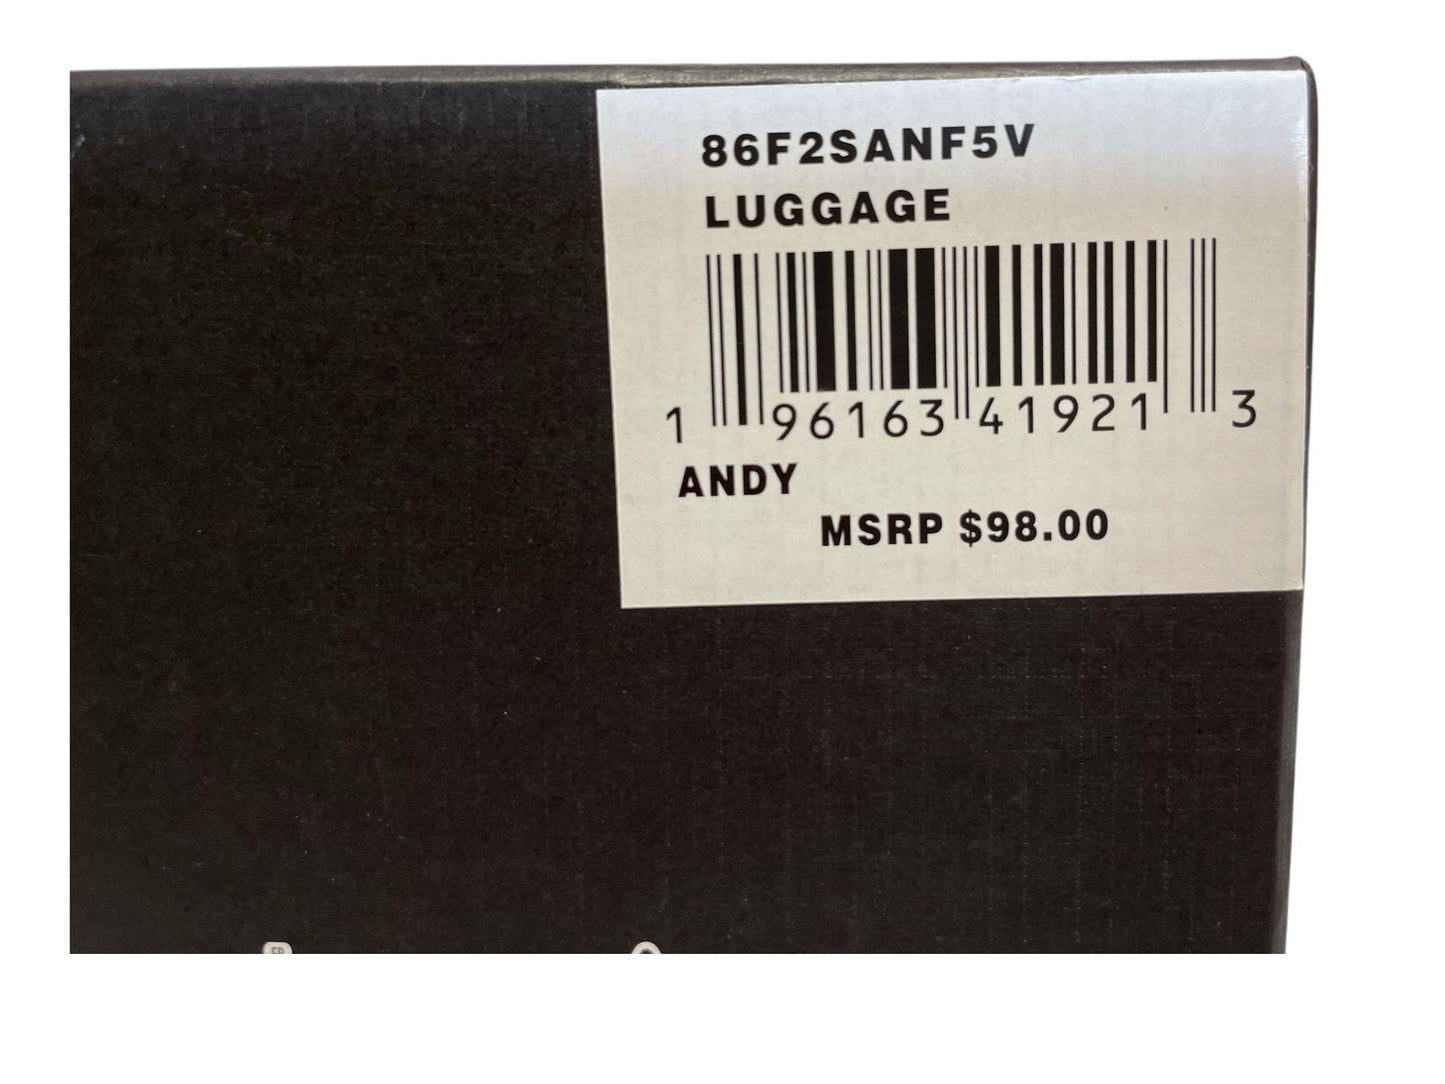 86F2SANF5V
LUGGAGE
1 96163 41921 3
ANDY
MSRP $98.00